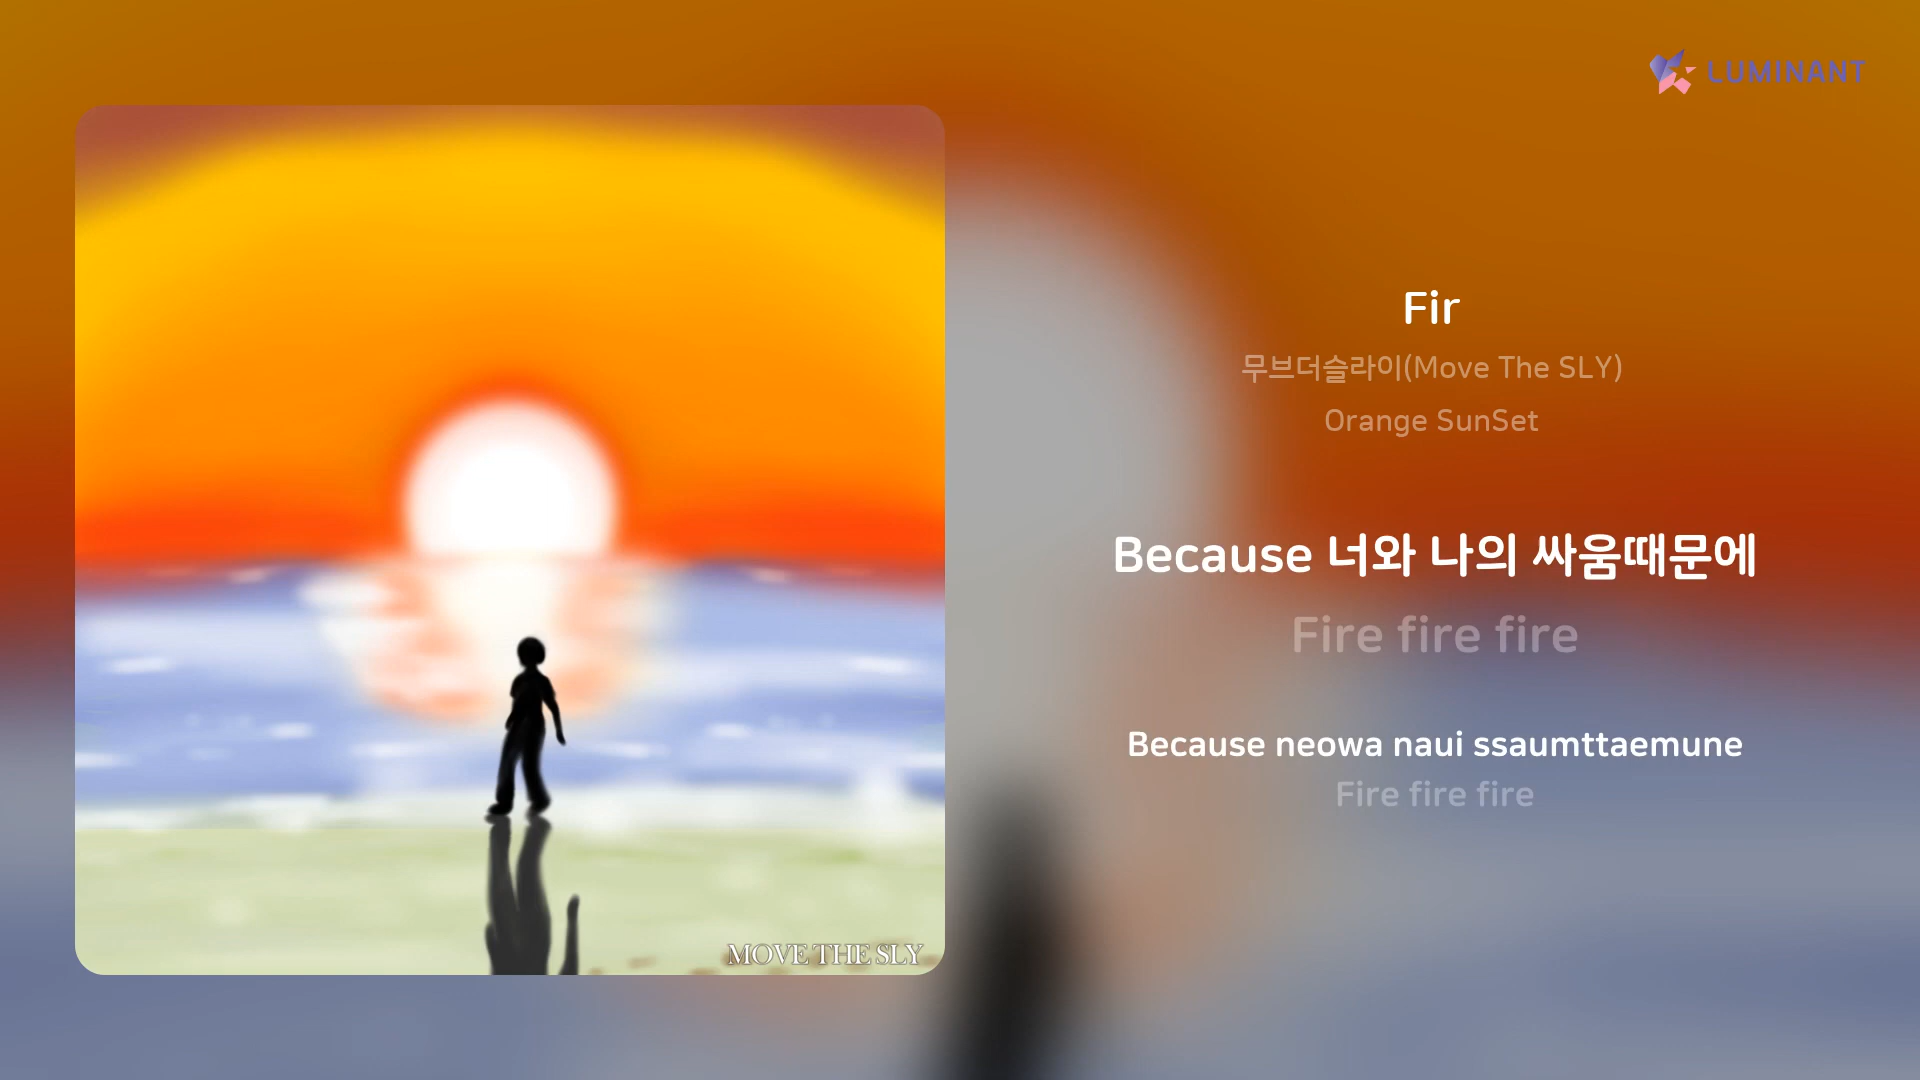 LUMINANT
Fir
무브더슬라이(Move The SLY)
Orange SunSet
Because 너와 나의 싸움때문에
Fire fire fire
Because neowa naui ssaumttaemune
Fire fire fire
MOVE THE SLY